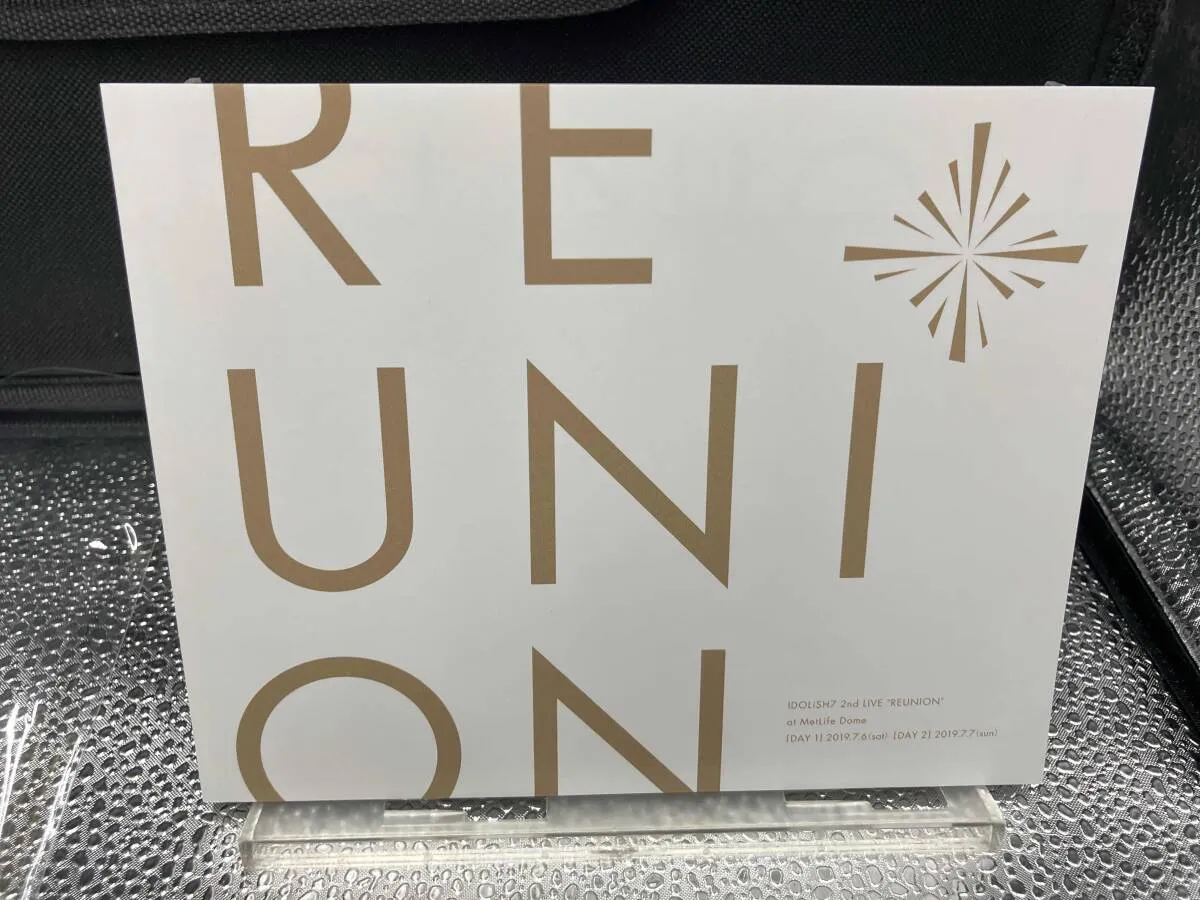 RE
UNI
ON
IDOLiSH7 2nd LIVE "REUNION"
at MetLife Dome
[DAY 1] 2019.7.6(sat) [DAY 2] 2019.7.7(sun)